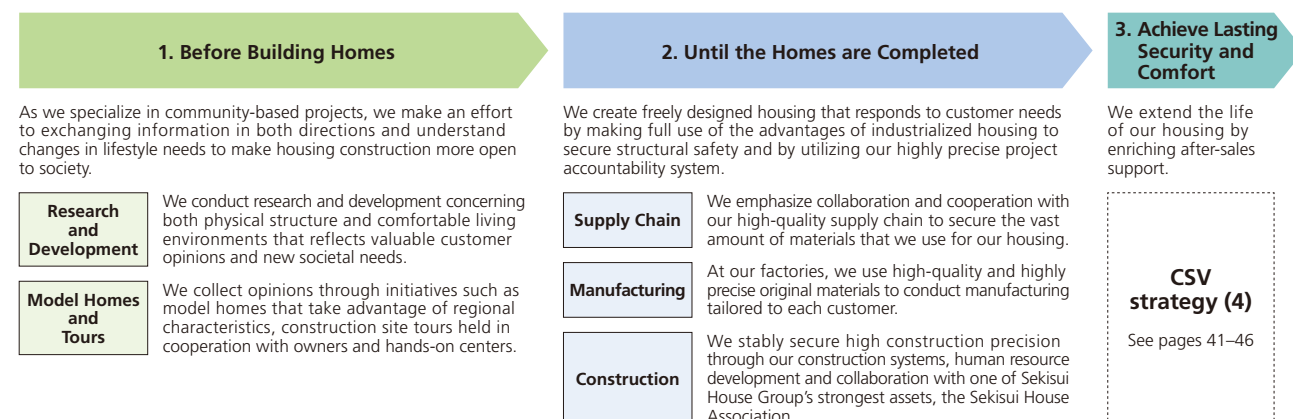 1. Before Building Homes
As we specialize in community-based projects, we make an effort
to exchanging information in both directions and understand
changes in lifestyle needs to make housing construction more open
to society.
Research
and
Development
We conduct research and development concerning
both physical structure and comfortable living
environments that reflects valuable customer
opinions and new societal needs.
Model Homes
and
Tours
We collect opinions through initiatives such as
model homes that take advantage of regional
characteristics, construction site tours held in
cooperation with owners and hands-on centers.
2. Until the Homes are Completed
We create freely designed housing that responds to customer needs
by making full use of the advantages of industrialized housing to
secure structural safety and by utilizing our highly precise project
accountability system.
Supply Chain
We emphasize collaboration and cooperation with
our high-quality supply chain to secure the vast
amount of materials that we use for our housing.
Manufacturing
At our factories, we use high-quality and highly
precise original materials to conduct manufacturing
tailored to each customer.
Construction
We stably secure high construction precision
through our construction systems, human resource
development and collaboration with one of Sekisui
House Group's strongest assets, the Sekisui House
Association.
3. Achieve Lasting
Security and
Comfort
We extend the life
of our housing by
enriching after-sales
support.
CSV
strategy (4)
See pages 41–46